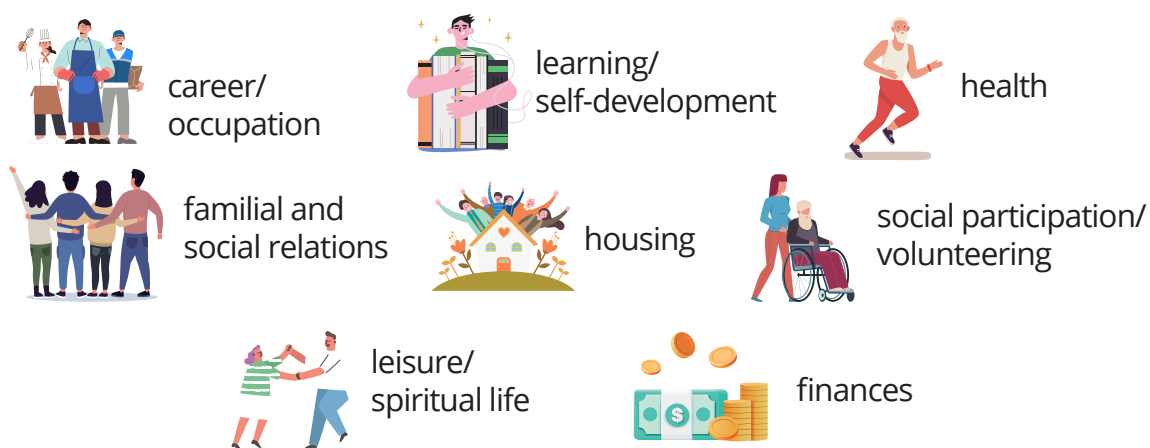 career/
occupation
learning/
self-development
health
familial and
social relations
housing
social participation/
volunteering
leisure/
spiritual life
$
finances